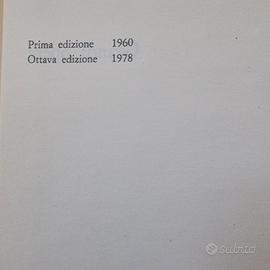 Prima edizione 1960
Ottava edizione 1978
subito